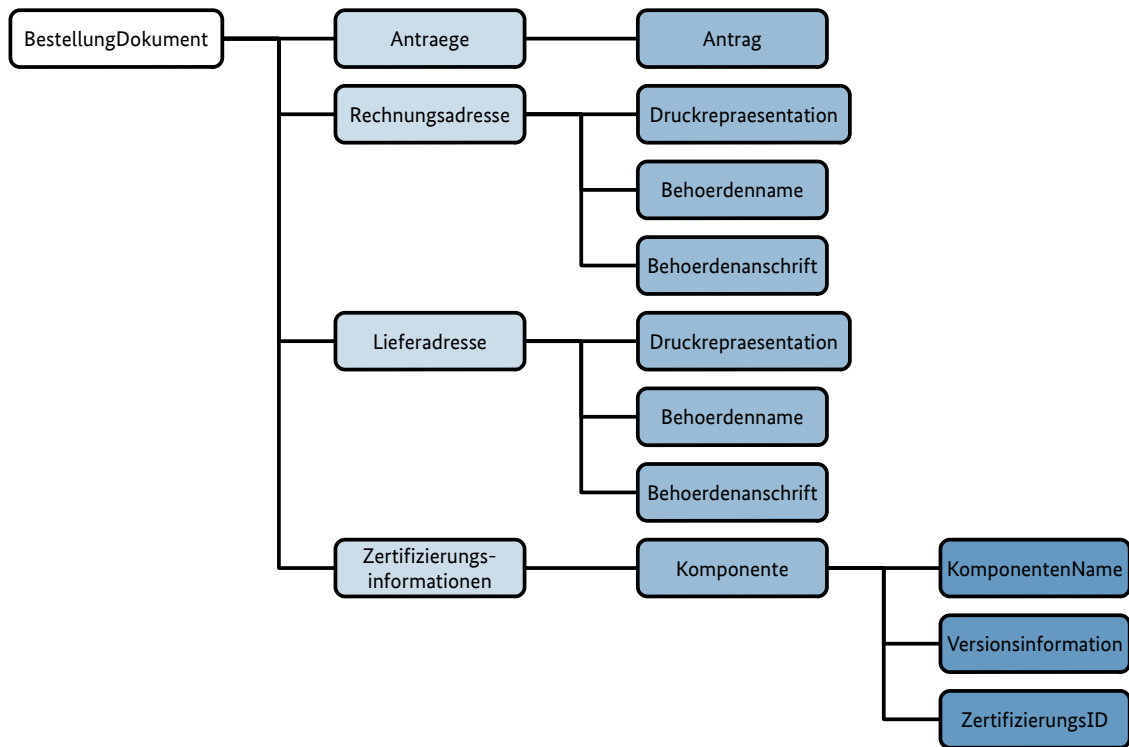 BestellungDokument
Antraege
Antrag
Rechnungsadresse
Druckrepraesentation
Behoerdenname
Behoerdenanschrift
Lieferadresse
Druckrepraesentation
Behoerdenname
Behoerdenanschrift
Zertifizierungs-
informationen
Komponente
KomponentenName
Versionsinformation
ZertifizierungsID